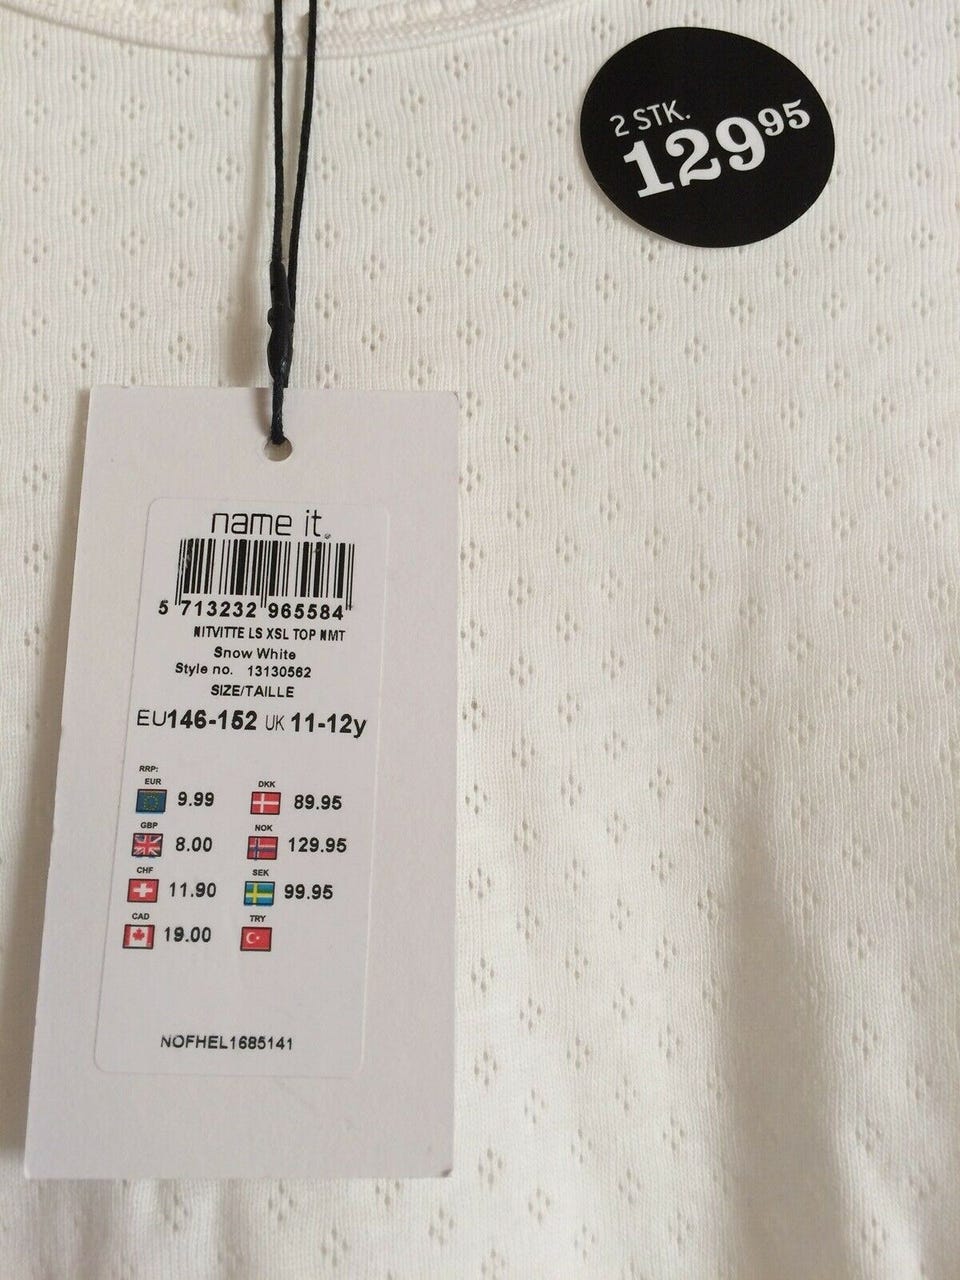 2 STK.
129 95
name it.
5 713232 965584
NITVITTE LS XSL TOP NMT
Snow White
Style no. 13130562
SIZE/TAILLE
EU146-152 UK 11-12y
RRP:
EUR 9.99 DKK 89.95
GBP 8.00 NOK 129.95
CHF 11.90 SEK 99.95
CAD 19.00 TRY
NOFHEL1685141